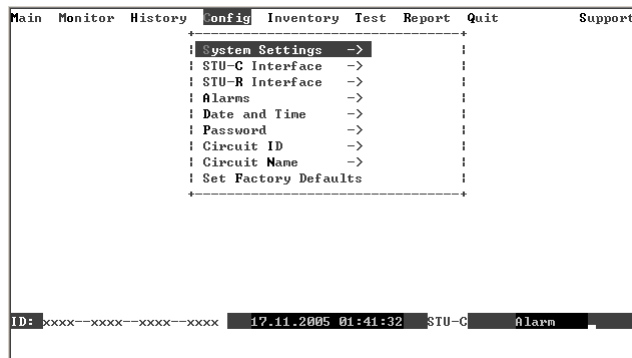 Main Monitor History Config Inventory Test Report Quit Support
System Settings ->
STU-C Interface ->
STU-R Interface ->
Alarms ->
Date and Time ->
Password ->
Circuit ID ->
Circuit Name ->
Set Factory Defaults
ID: xxxx--xxxx--xxxx--xxxx 17.11.2005 01:41:32 STU-C Alarm